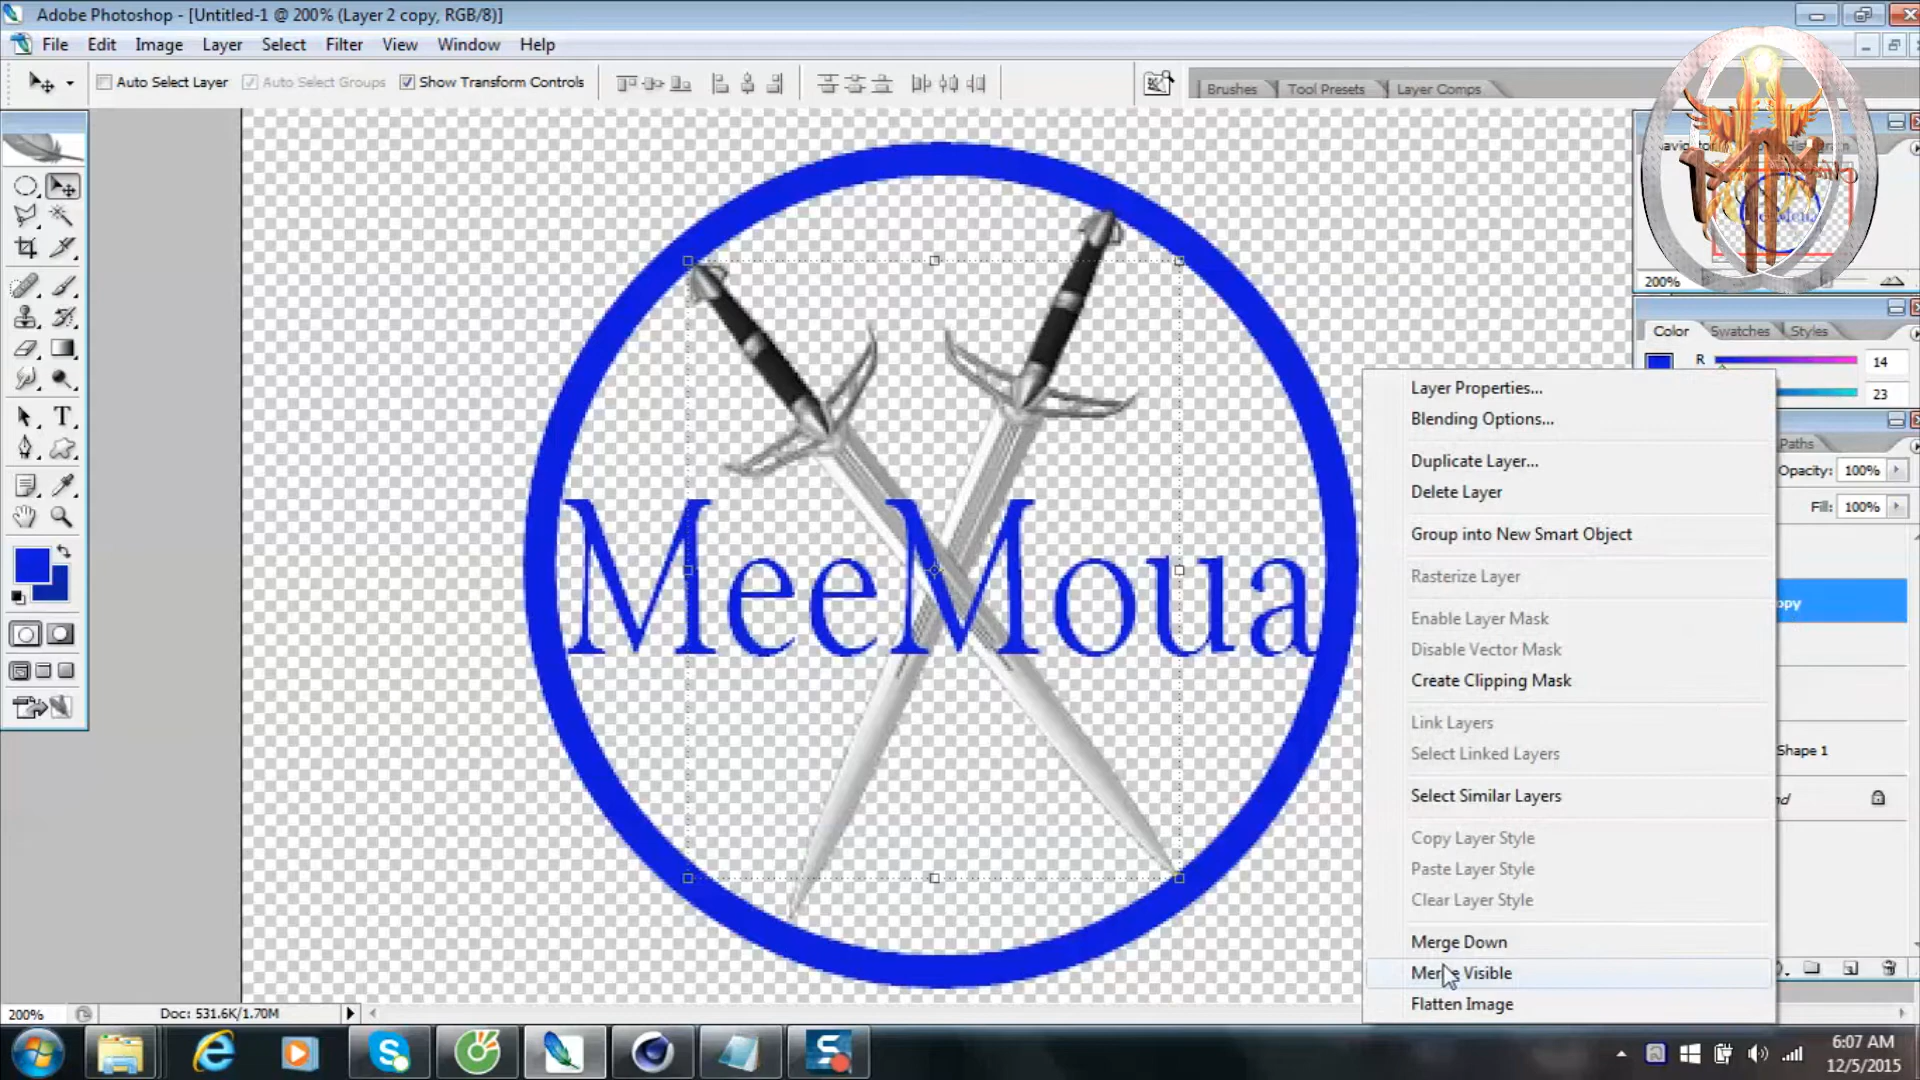 Adobe Photoshop - [Untitled-1 @ 200% (Layer 2 copy, RGB/8)]
File Edit Image Layer Select Filter View Window Help
Auto Select Layer Auto Select Groups Show Transform Controls
Brushes Tool Presets Layer Comps
200%
Color Swatches Styles
R 14
23
Paths
Opacity: 100%
Fill: 100%
opy
Shape 1
nd
Layer Properties...
Blending Options...
Duplicate Layer...
Delete Layer
Group into New Smart Object
Rasterize Layer
Enable Layer Mask
Disable Vector Mask
Create Clipping Mask
Link Layers
Select Linked Layers
Select Similar Layers
Copy Layer Style
Paste Layer Style
Clear Layer Style
Merge Down
Merge Visible
Flatten Image
MeeMoua
200% Doc: 531.6K/1.70M
6:07 AM
12/5/2015